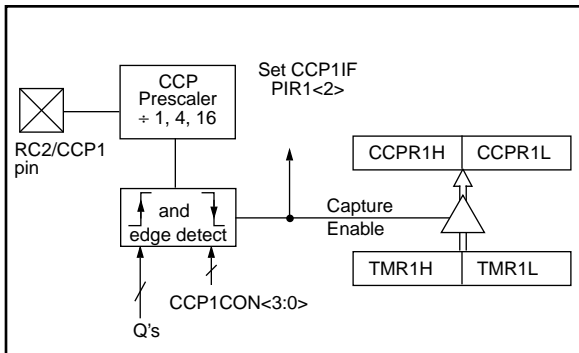 CCP
Prescaler
÷ 1, 4, 16
Set CCP1IF
PIR1<2>
RC2/CCP1
pin
CCPR1H
CCPR1L
and
edge detect
Capture
Enable
TMR1H
TMR1L
CCP1CON<3:0>
Q's